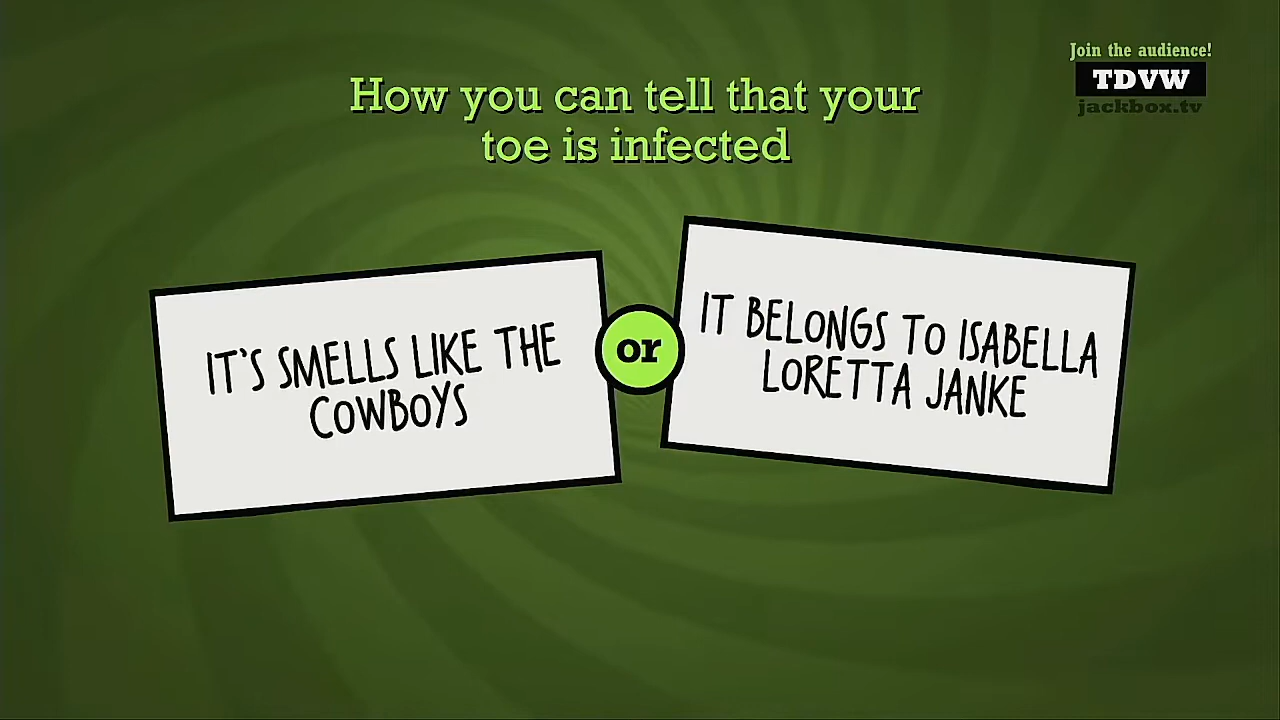 Join the audience!
TDVW
jackbox.tv
How you can tell that your
toe is infected
IT'S SMELLS LIKE THE
COWBOYS
or
IT BELONGS TO ISABELLA
LORETTA JANKE